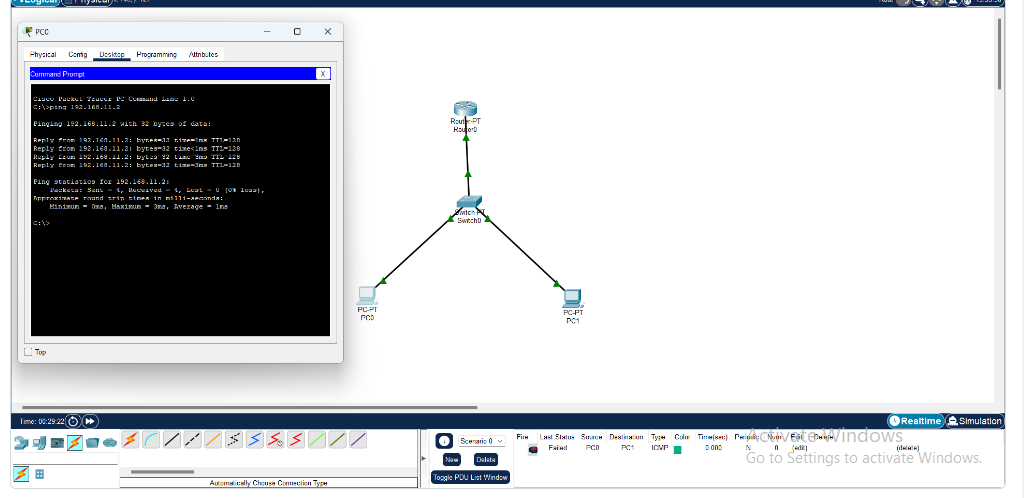 PC0
Physical Config Desktop Programming Attributes
Command Prompt
X
Cisco Packet Tracer PC Command Line 1.0
C:\>ping 192.168.11.2
Pinging 192.168.11.2 with 32 bytes of data:
Reply from 192.168.11.2: bytes=32 time=1ms TTL=128
Reply from 192.168.11.2: bytes=32 time<1ms TTL=128
Reply from 192.168.11.2: bytes=32 time=3ms TTL=128
Reply from 192.168.11.2: bytes=32 time=3ms TTL=128
Ping statistics for 192.168.11.2:
Packets: Sent = 4, Received = 4, Lost = 0 (0% loss),
Approximate round trip times in milli-seconds:
Minimum = 0ms, Maximum = 3ms, Average = 1ms
C:\>
Top
Router-PT
Router0
Switch-PT
Switch0
PC-PT
PC0
PC-PT
PC1
Time: 00:29:22
Realtime
Simulation
Automatically Choose Connection Type
Scenario 0
New
Delete
Toggle PDU List Window
Fire Last Status Source Destination Type Color Time(sec) Periodic Num Edit Delete
Failed PC0 PC1 ICMP 0.000 N 0 (edit) (delete)
Activate Windows
Go to Settings to activate Windows.